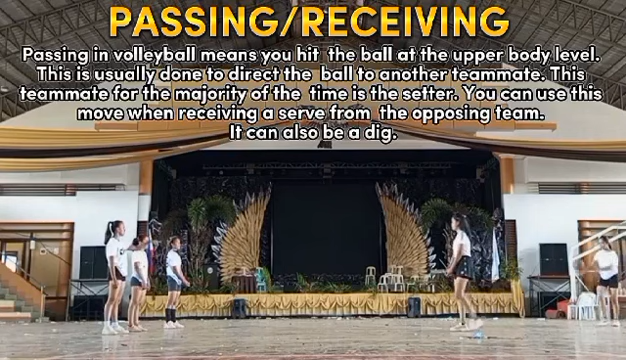 PASSING/RECEIVING
Passing in volleyball means you hit the ball at the upper body level.
This is usually done to direct the ball to another teammate. This
teammate for the majority of the time is the setter. You can use this
move when receiving a serve from the opposing team.
It can also be a dig.